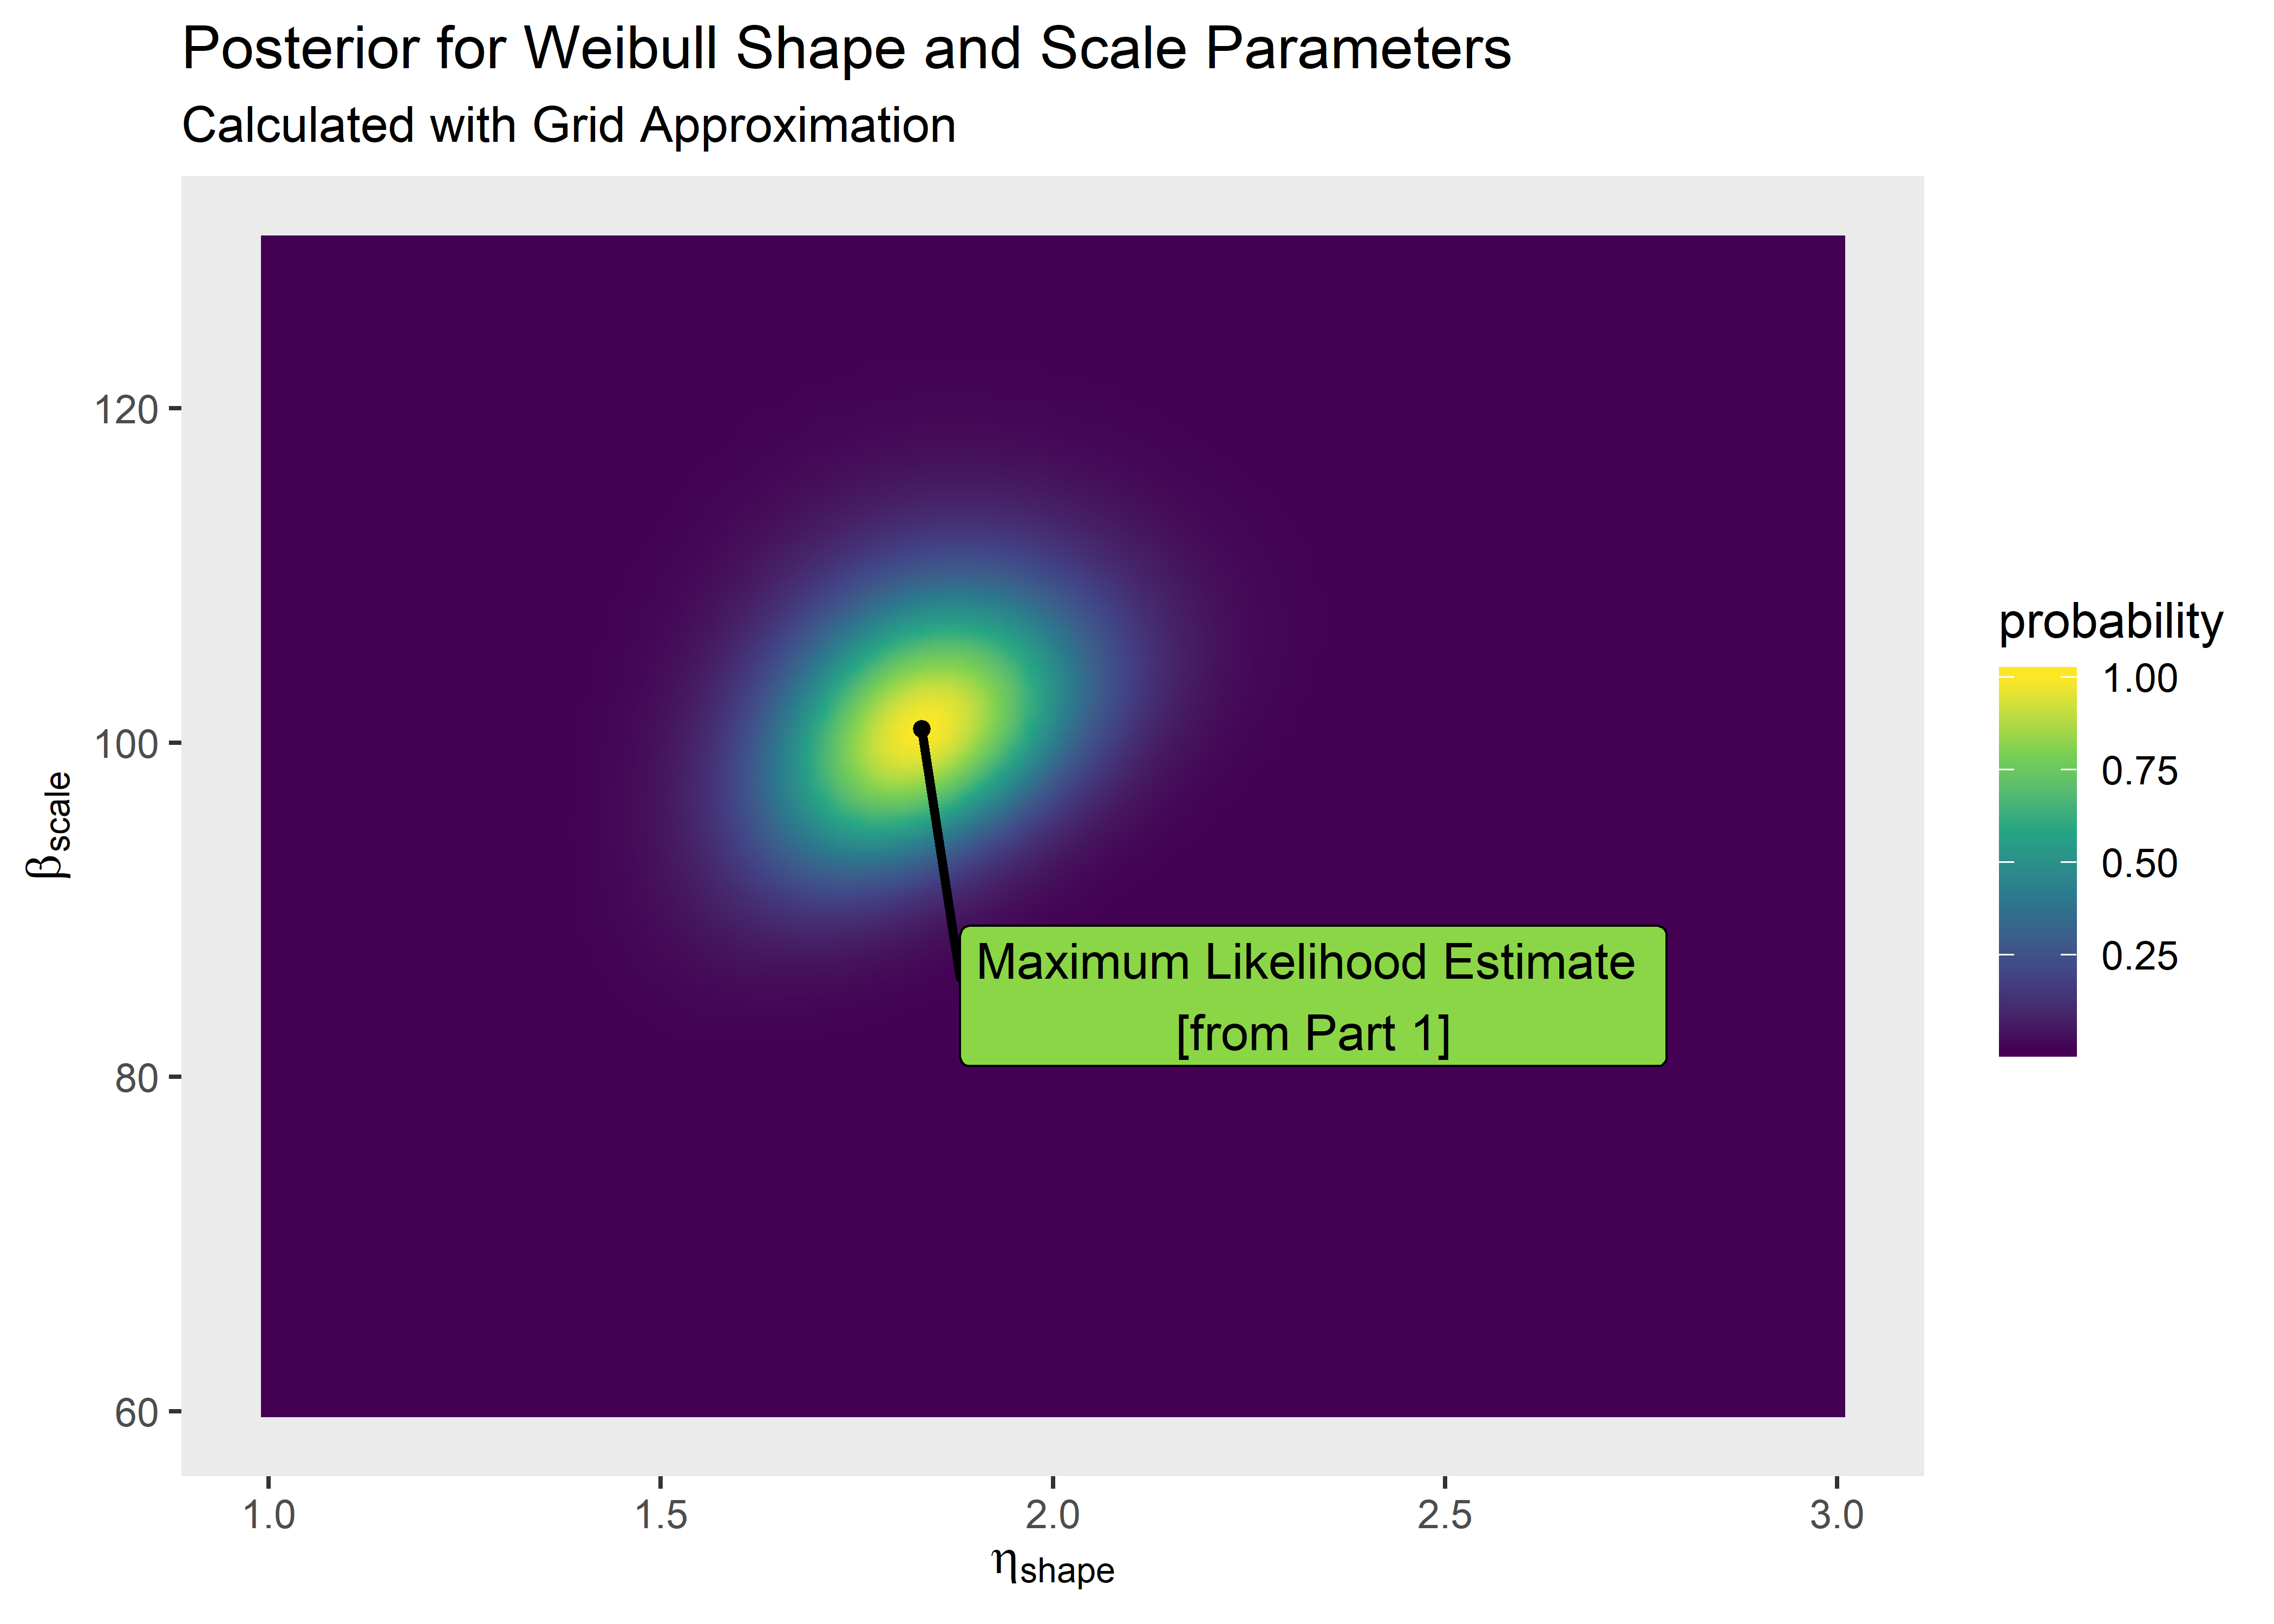 Posterior for Weibull Shape and Scale Parameters
Calculated with Grid Approximation
120
100
80
60
βscale
Maximum Likelihood Estimate
[from Part 1]
1.0 1.5 2.0 2.5 3.0
ηshape
probability
1.00
0.75
0.50
0.25